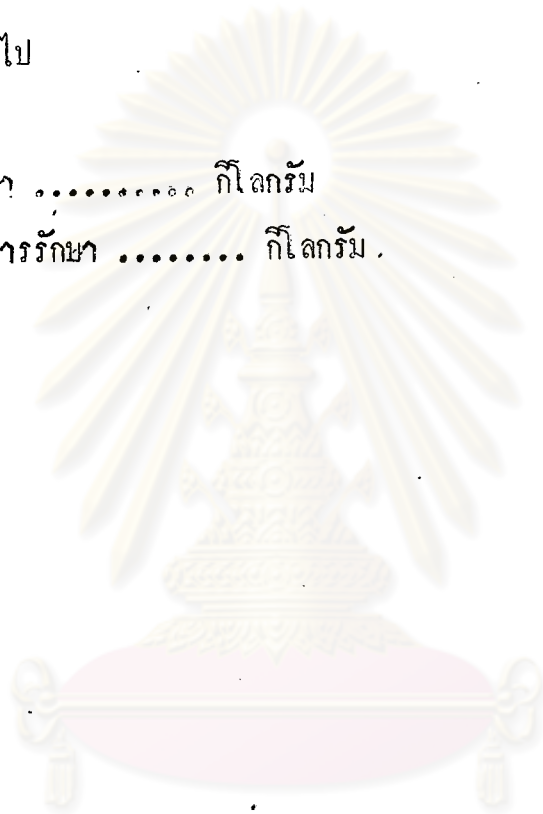 ไป
า .......... กิโลกรัม
ารรักษา ........ กิโลกรัม .